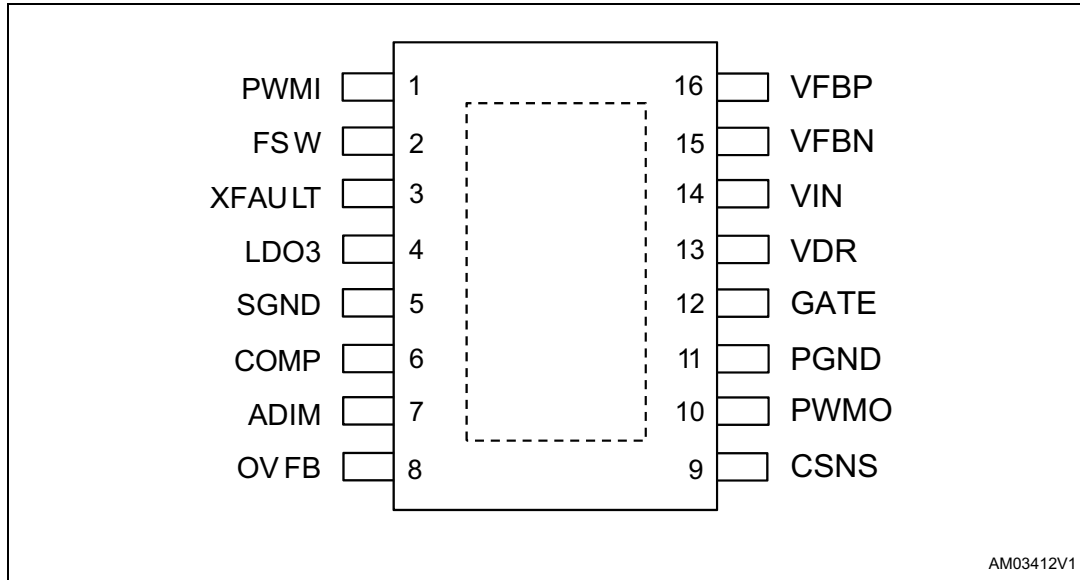 PWMI 1 16 VFBP
FSW 2 15 VFBN
XFAULT 3 14 VIN
LDO3 4 13 VDR
SGND 5 12 GATE
COMP 6 11 PGND
ADIM 7 10 PWMO
OVFB 8 9 CSNS
AM03412V1